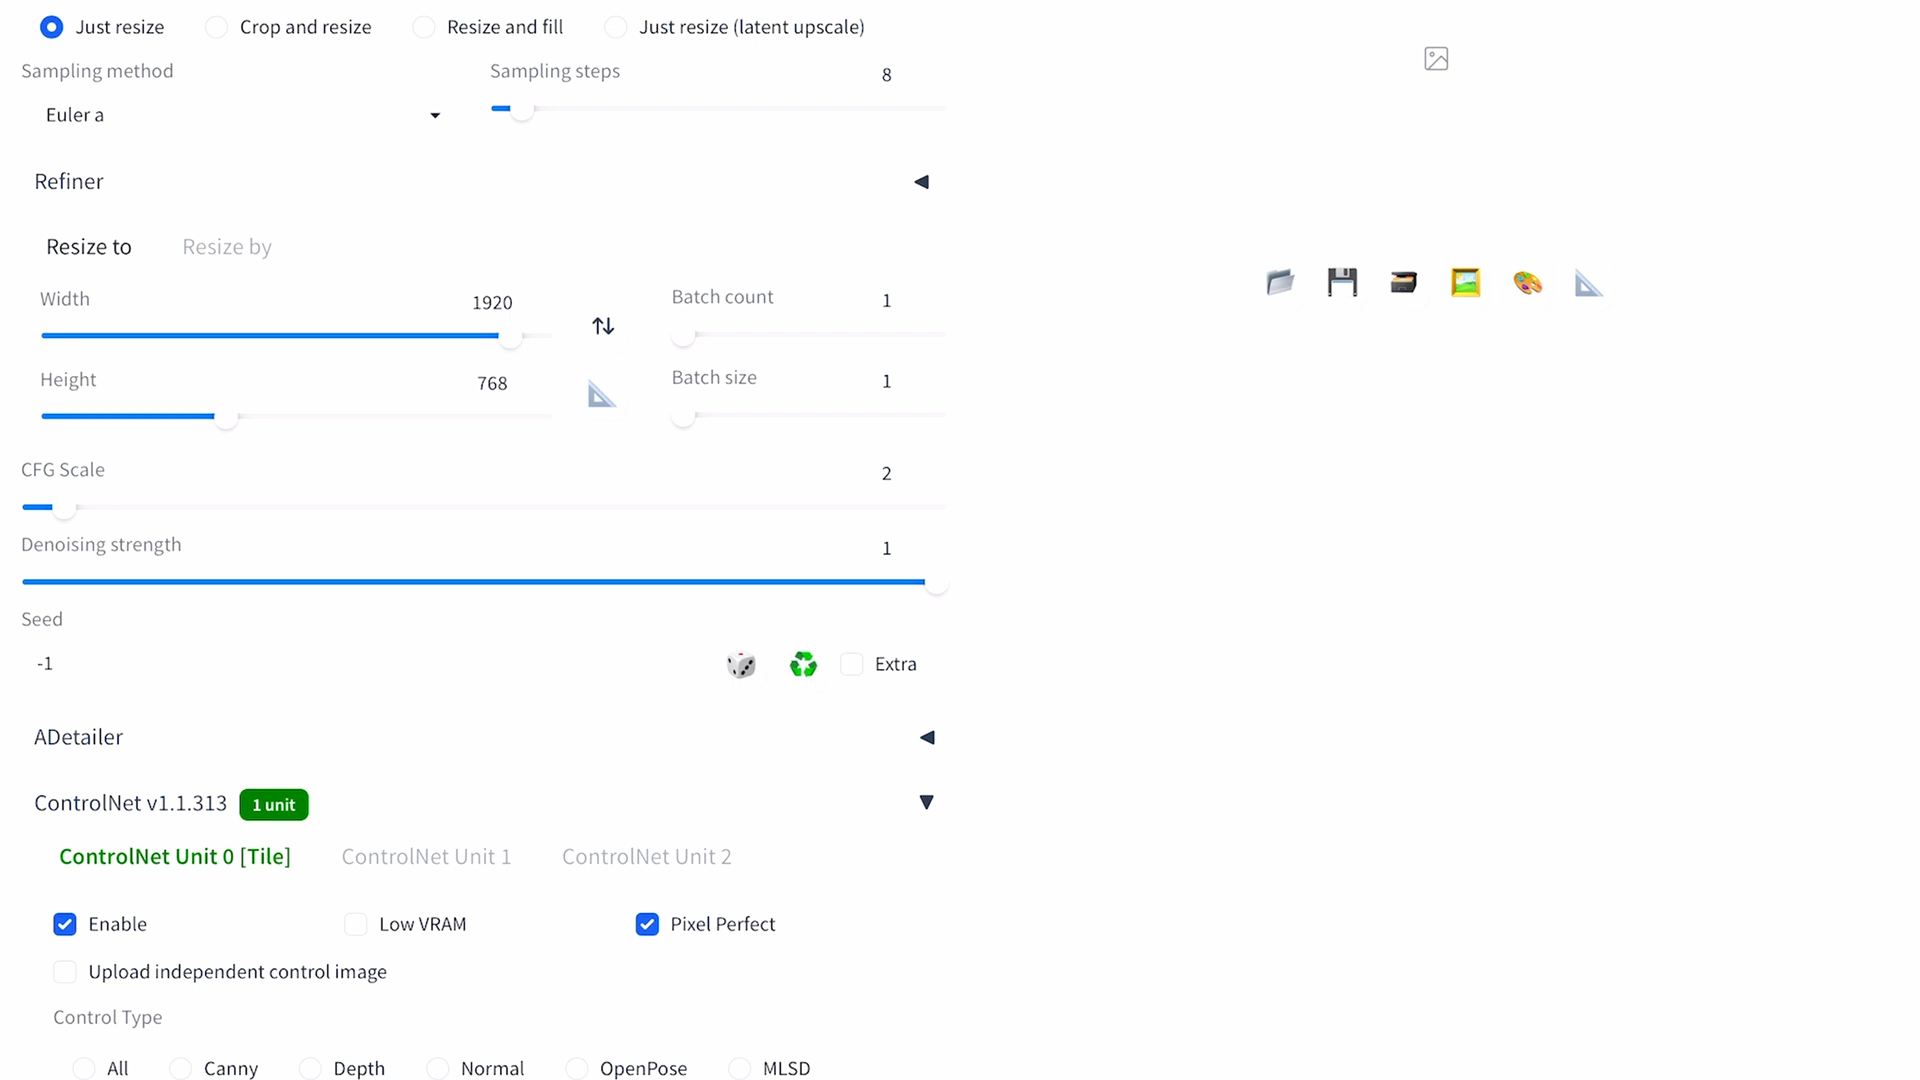 Just resize Crop and resize Resize and fill Just resize (latent upscale)
Sampling method Sampling steps 8
Euler a
Refiner
Resize to Resize by
Width 1920 Batch count 1
Height 768 Batch size 1
CFG Scale 2
Denoising strength 1
Seed
-1 Extra
ADetailer
ControlNet v1.1.313 1 unit
ControlNet Unit 0 [Tile] ControlNet Unit 1 ControlNet Unit 2
Enable Low VRAM Pixel Perfect
Upload independent control image
Control Type
All Canny Depth Normal OpenPose MLSD